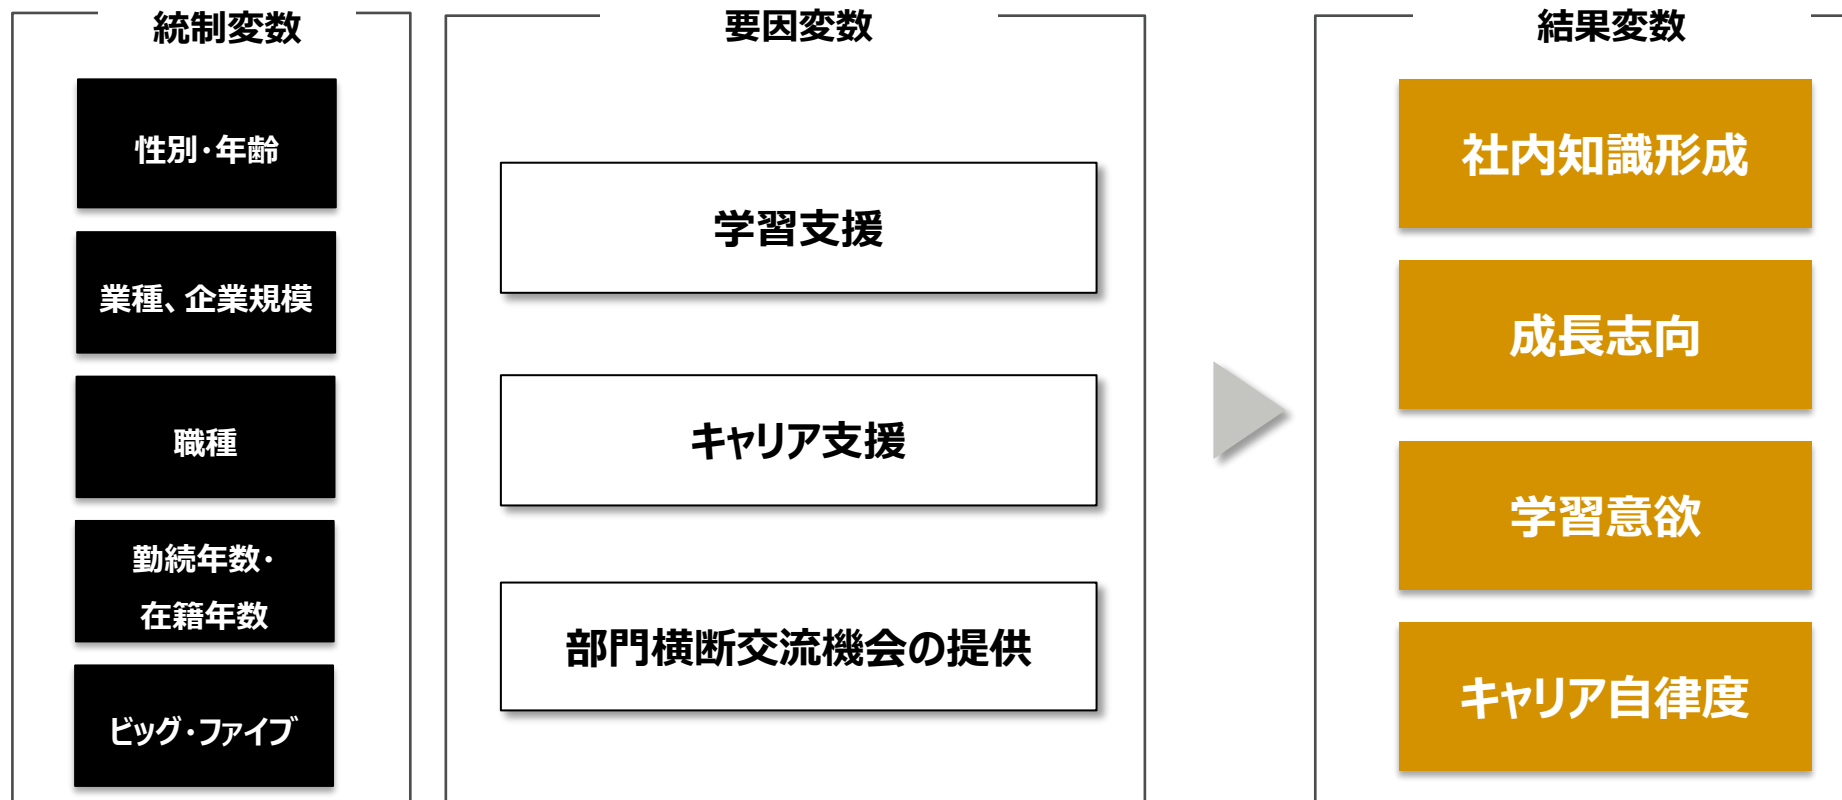 統制変数
性別・年齢
業種、企業規模
職種
勤続年数・
在籍年数
ビッグ・ファイブ
要因変数
学習支援
キャリア支援
部門横断交流機会の提供
結果変数
社内知識形成
成長志向
学習意欲
キャリア自律度